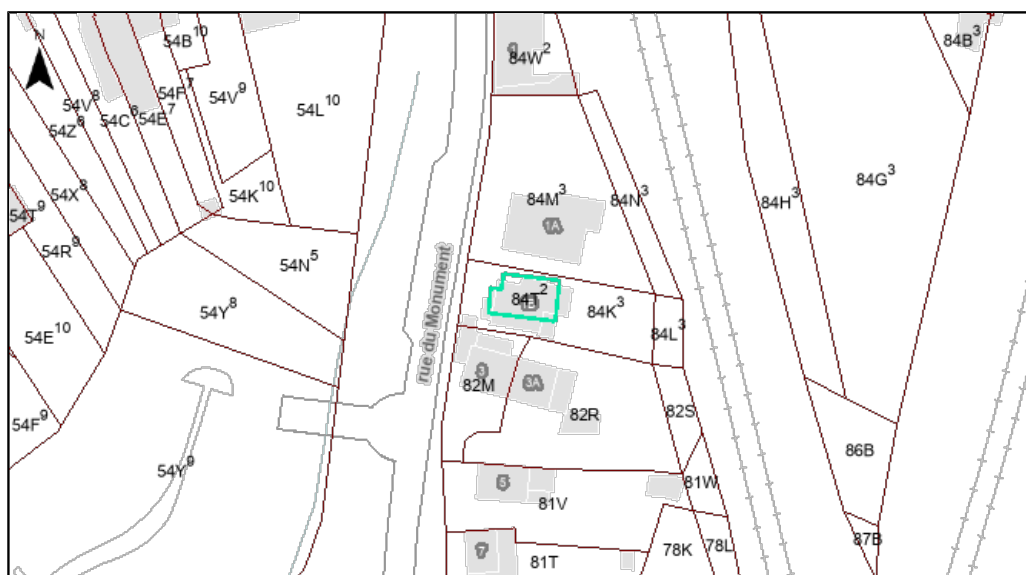 54B¹⁰
84W²
84B³
N
54F⁷
54V⁹
54V⁸
54C⁶
54E⁷
54L¹⁰
54Z⁶
84G³
54X⁸
54K¹⁰
84M³
84N³
84H³
54T⁹
1A
54R⁹
54N⁵
rue du Monument
84T²
84K³
54Y⁸
84L³
54E¹⁰
3
82M
3A
54F⁹
82R
82S
86B
54Y⁹
5
81V
81W
87B
7
81T
78K
78L